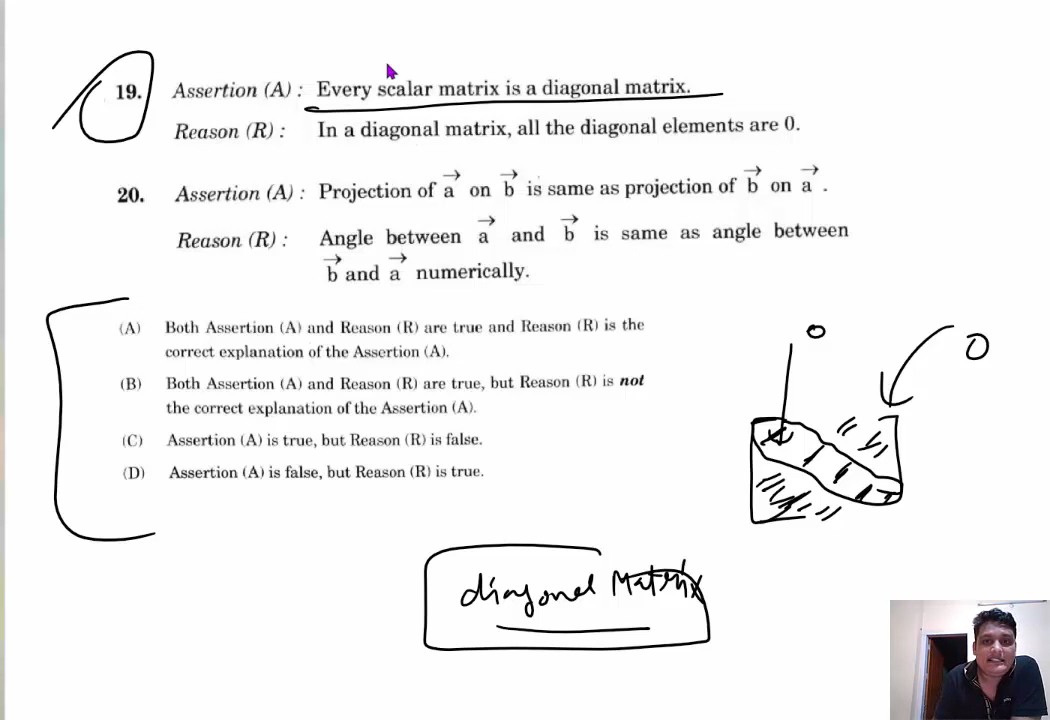 19. Assertion (A) : Every scalar matrix is a diagonal matrix.
Reason (R) : In a diagonal matrix, all the diagonal elements are 0.
20. Assertion (A) : Projection of a⃗ on b⃗ is same as projection of b⃗ on a⃗ .
Reason (R) : Angle between a⃗ and b⃗ is same as angle between
b⃗ and a⃗ numerically.
(A) Both Assertion (A) and Reason (R) are true and Reason (R) is the
correct explanation of the Assertion (A).
(B) Both Assertion (A) and Reason (R) are true, but Reason (R) is not
the correct explanation of the Assertion (A).
(C) Assertion (A) is true, but Reason (R) is false.
(D) Assertion (A) is false, but Reason (R) is true.
0
0
diagonal Matrix